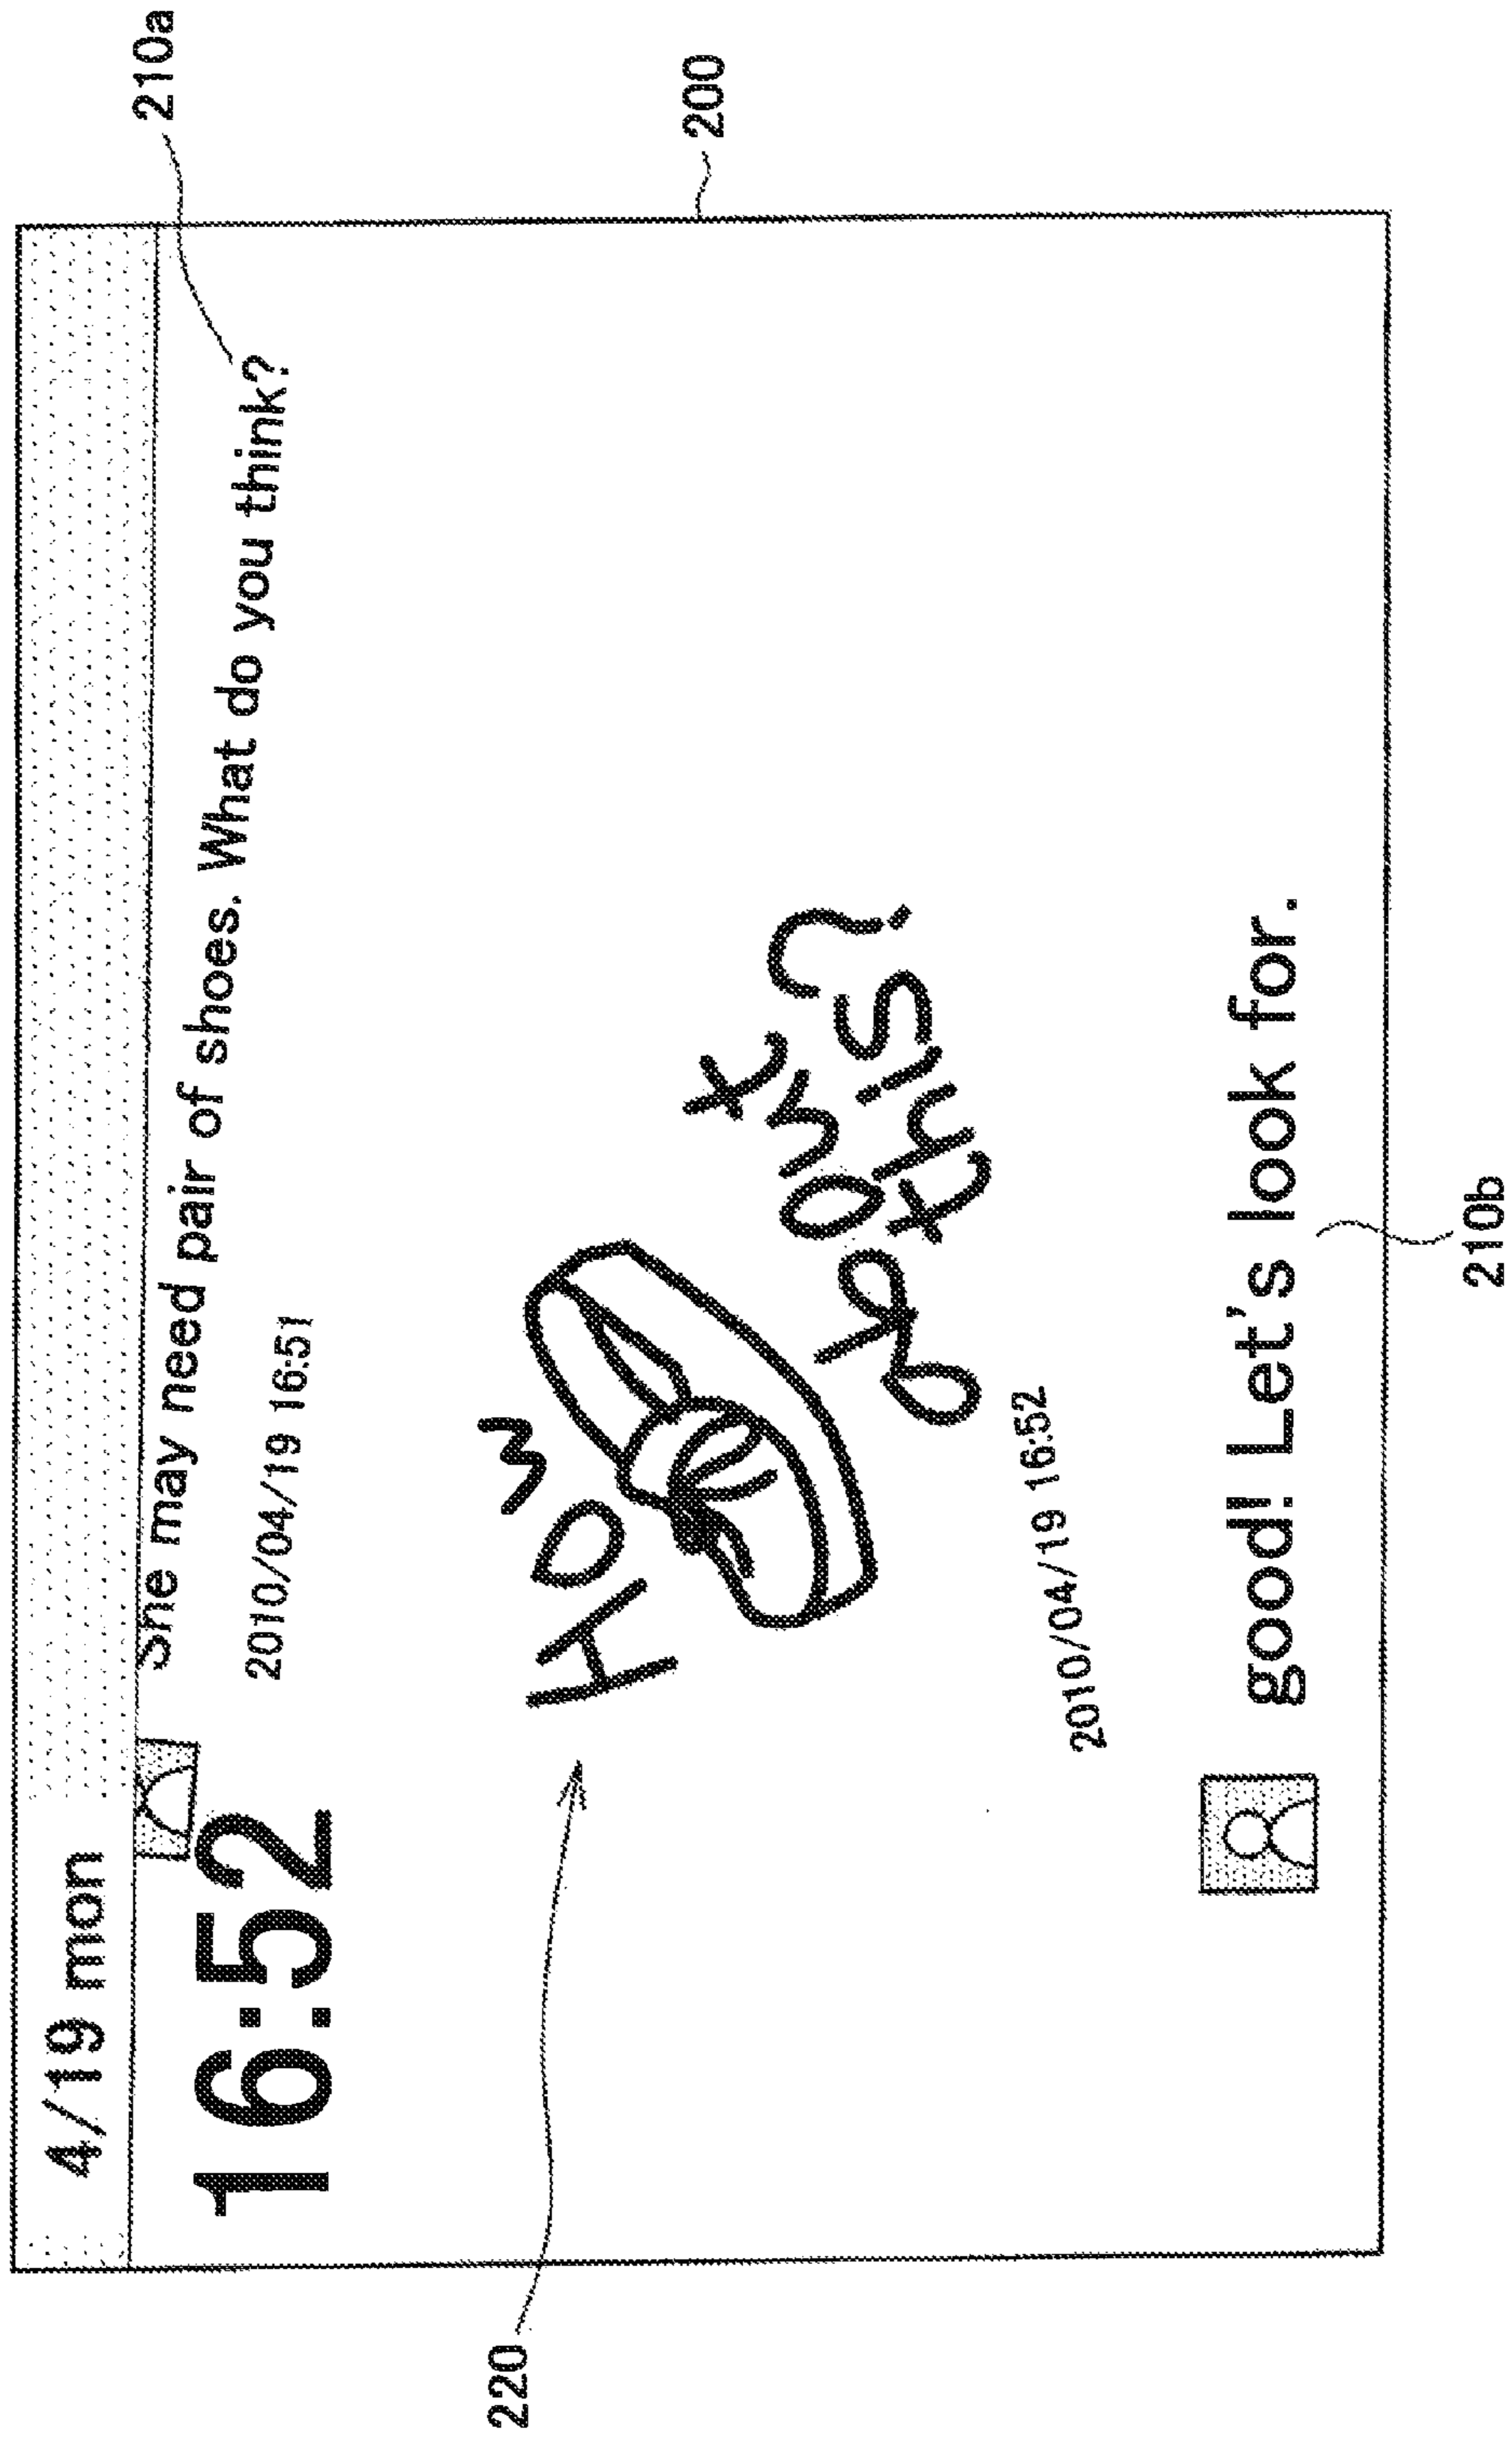 210a
200
4/19 mon
16:52
She may need pair of shoes. What do you think?
2010/04/19 16:51
220
How
about
this?
2010/04/19 16:52
good! Let's look for.
210b